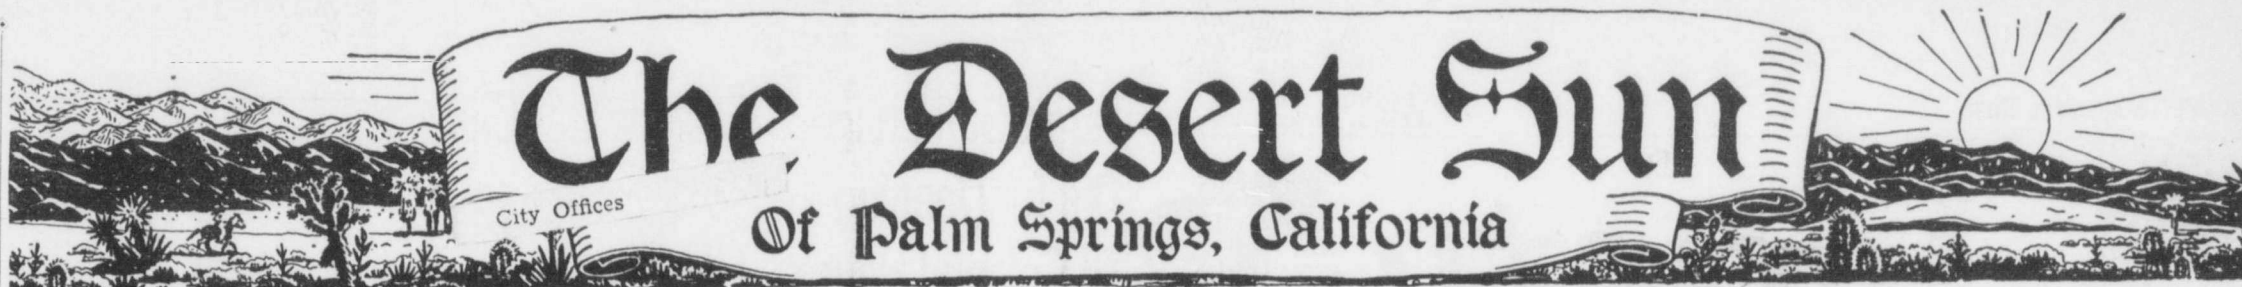 The Desert Sun
City Offices
Of Palm Springs, California